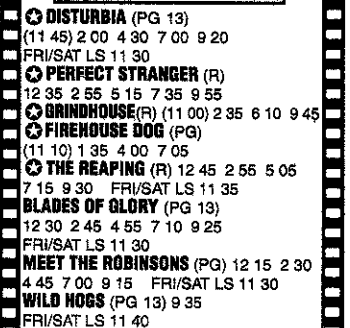 ✪ DISTURBIA (PG 13)
(11 45) 2 00 4 30 7 00 9 20
FRI/SAT LS 11 30
✪ PERFECT STRANGER (R)
12 35 2 55 5 15 7 35 9 55
✪ GRINDHOUSE(R) (11 00) 2 35 6 10 9 45
✪ FIREHOUSE DOG (PG)
(11 10) 1 35 4 00 7 05
✪ THE REAPING (R) 12 45 2 55 5 05
7 15 9 30 FRI/SAT LS 11 35
BLADES OF GLORY (PG 13)
12 30 2 45 4 55 7 10 9 25
FRI/SAT LS 11 30
MEET THE ROBINSONS (PG) 12 15 2 30
4 45 7 00 9 15 FRI/SAT LS 11 30
WILD HOGS (PG 13) 9 35
FRI/SAT LS 11 40